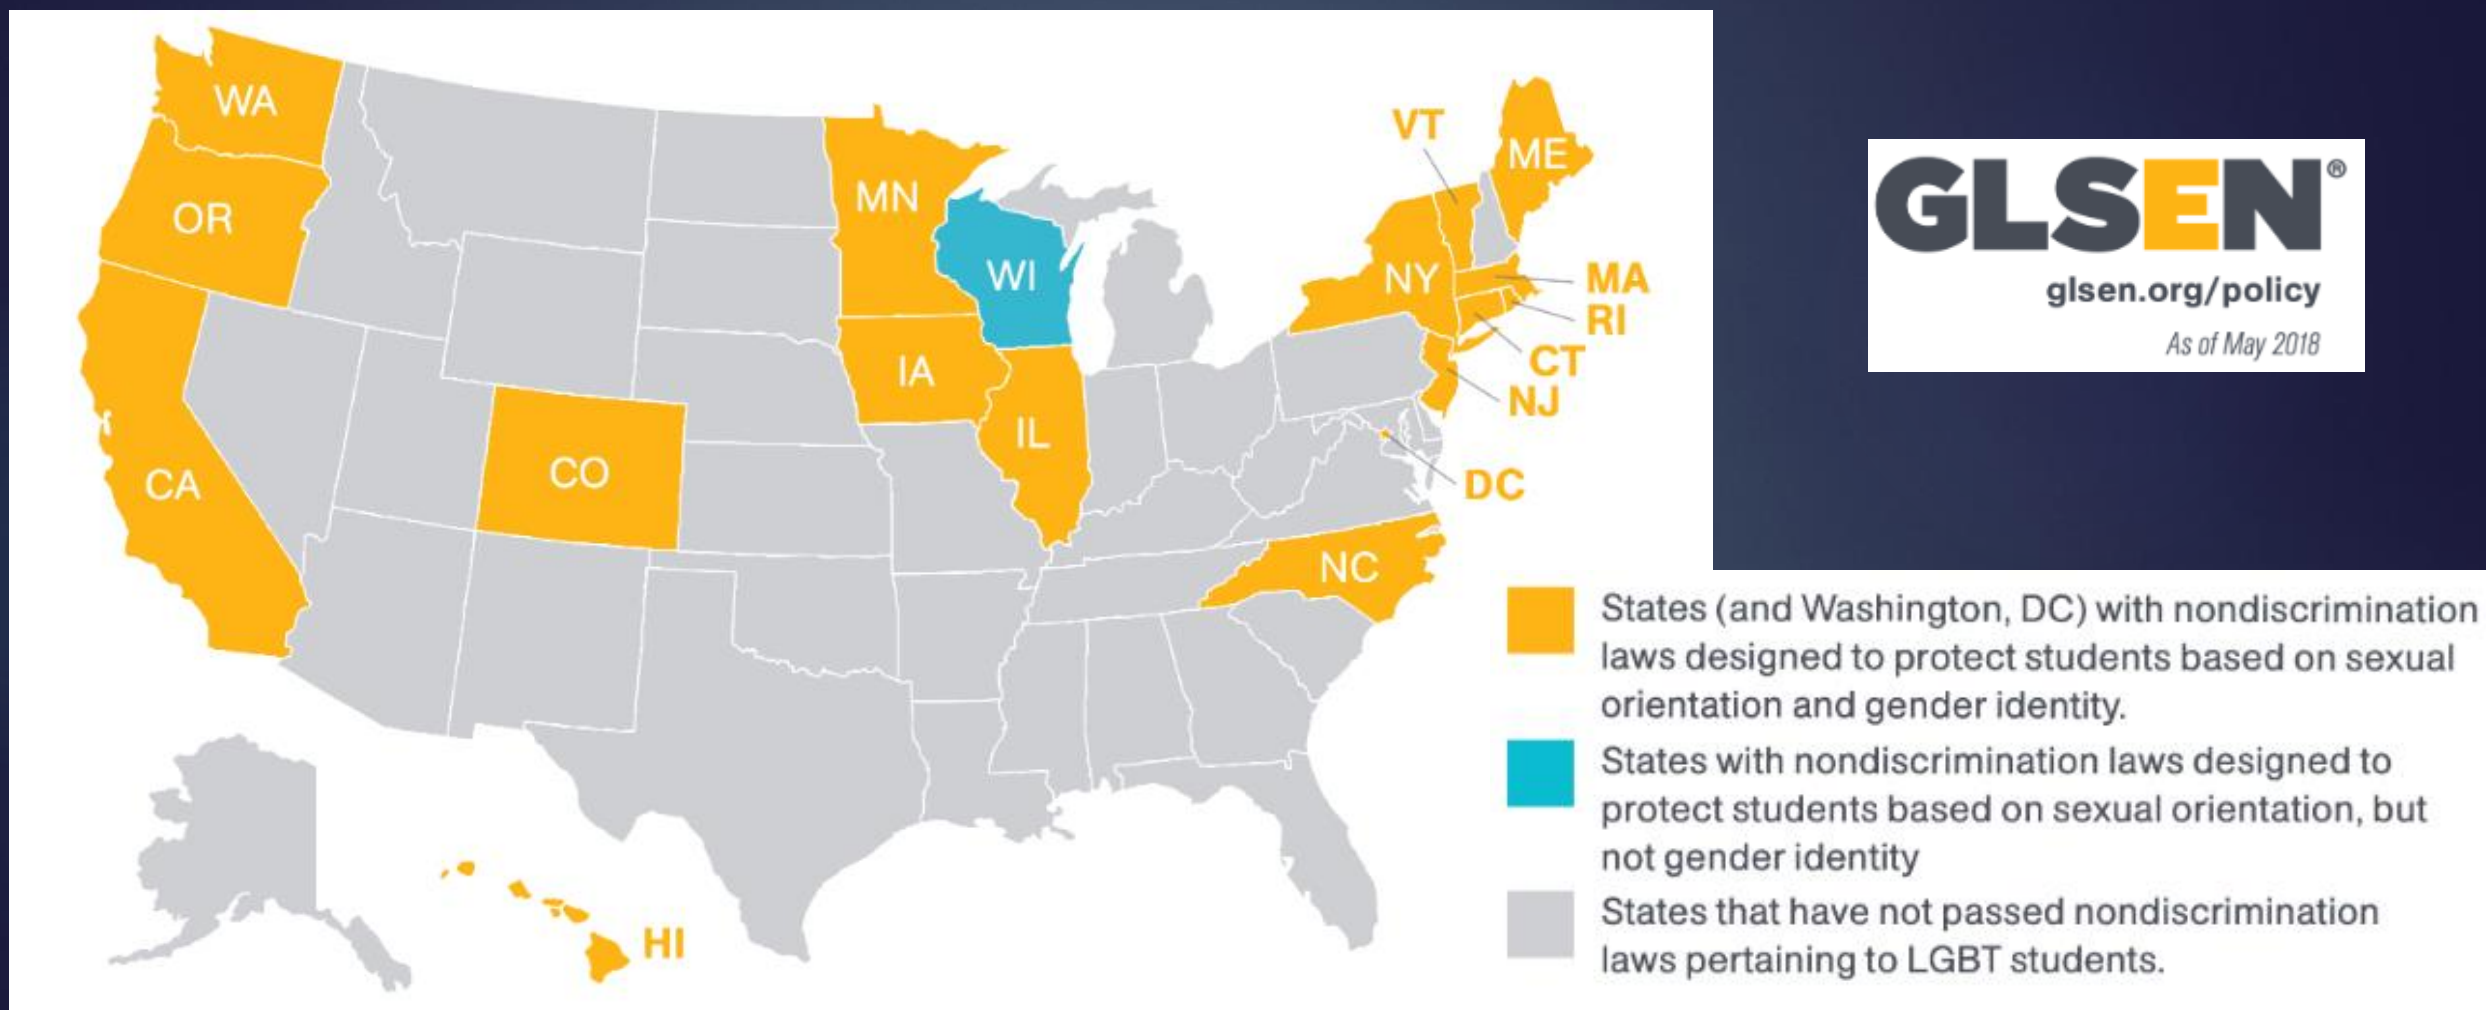 WA
OR
CA
CO
MN
IA
WI
IL
VT
ME
NY
MA
RI
CT
NJ
DC
NC
HI
GLSEN®
glsen.org/policy
As of May 2018
States (and Washington, DC) with nondiscrimination
laws designed to protect students based on sexual
orientation and gender identity.
States with nondiscrimination laws designed to
protect students based on sexual orientation, but
not gender identity
States that have not passed nondiscrimination
laws pertaining to LGBT students.